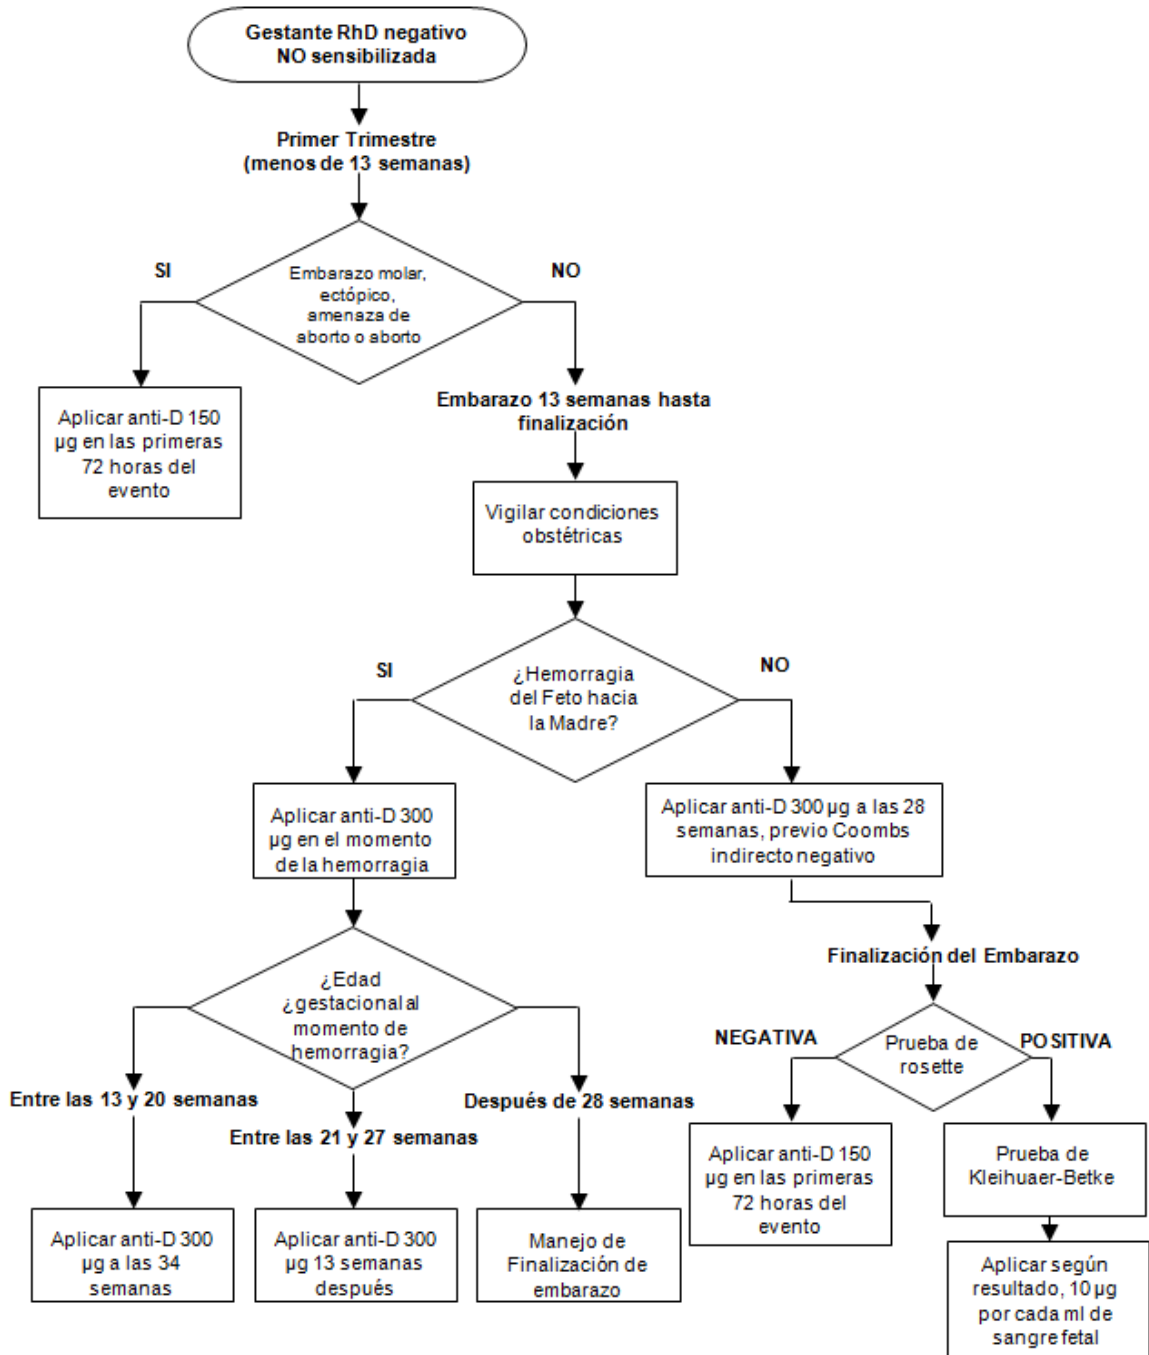 Gestante RhD negativo
NO sensibilizada
Primer Trimestre
(menos de 13 semanas)
SI
NO
Embarazo molar,
ectópico,
amenaza de
aborto o aborto
Aplicar anti-D 150
µg en las primeras
72 horas del
evento
Embarazo 13 semanas hasta
finalización
Vigilar condiciones
obstétricas
SI
NO
¿Hemorragia
del Feto hacia
la Madre?
Aplicar anti-D 300
µg en el momento
de la hemorragia
Aplicar anti-D 300 µg a las 28
semanas, previo Coombs
indirecto negativo
¿Edad
¿gestacional al
momento de
hemorragia?
Finalización del Embarazo
NEGATIVA
POSITIVA
Prueba de
rosette
Entre las 13 y 20 semanas
Entre las 21 y 27 semanas
Después de 28 semanas
Aplicar anti-D 300
µg a las 34
semanas
Aplicar anti-D 300
µg 13 semanas
después
Manejo de
Finalización de
embarazo
Aplicar anti-D 150
µg en las primeras
72 horas del
evento
Prueba de
Kleihuaer-Betke
Aplicar según
resultado, 10 µg
por cada ml de
sangre fetal